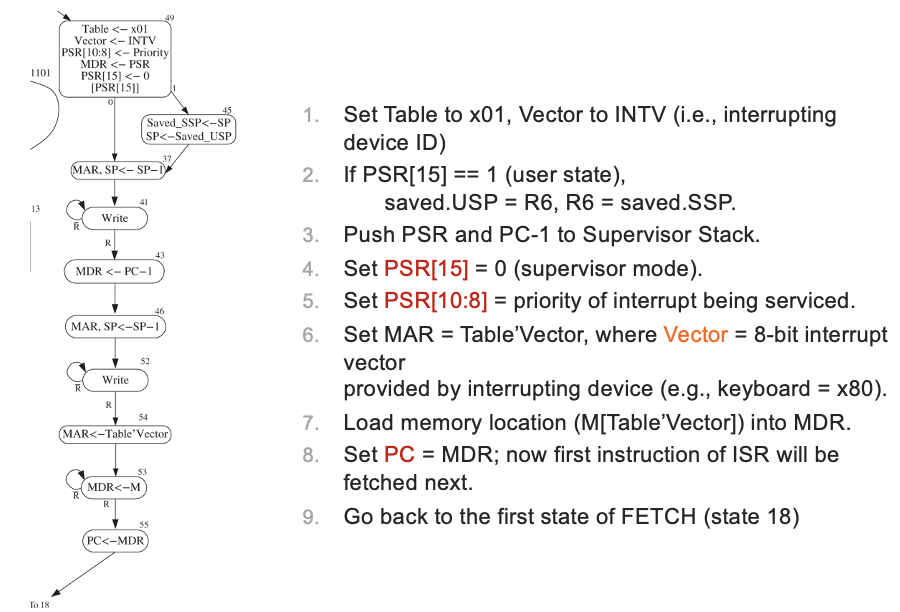 49
Table <– x01
Vector <– INTV
PSR[10:8] <– Priority
MDR <– PSR
PSR[15] <– 0
[PSR[15]]
1101
0
1
45
Saved_SSP<–SP
SP<–Saved_USP
37
MAR, SP<– SP–1
13
41
Write
R̅
R
43
MDR <– PC–1
46
MAR, SP<–SP–1
52
Write
R̅
R
54
MAR<–Table’Vector
53
MDR<–M
R̅
R
55
PC<–MDR
To 18
1. Set Table to x01, Vector to INTV (i.e., interrupting
device ID)
2. If PSR[15] == 1 (user state),
saved.USP = R6, R6 = saved.SSP.
3. Push PSR and PC-1 to Supervisor Stack.
4. Set PSR[15] = 0 (supervisor mode).
5. Set PSR[10:8] = priority of interrupt being serviced.
6. Set MAR = Table’Vector, where Vector = 8-bit interrupt
vector
provided by interrupting device (e.g., keyboard = x80).
7. Load memory location (M[Table’Vector]) into MDR.
8. Set PC = MDR; now first instruction of ISR will be
fetched next.
9. Go back to the first state of FETCH (state 18)